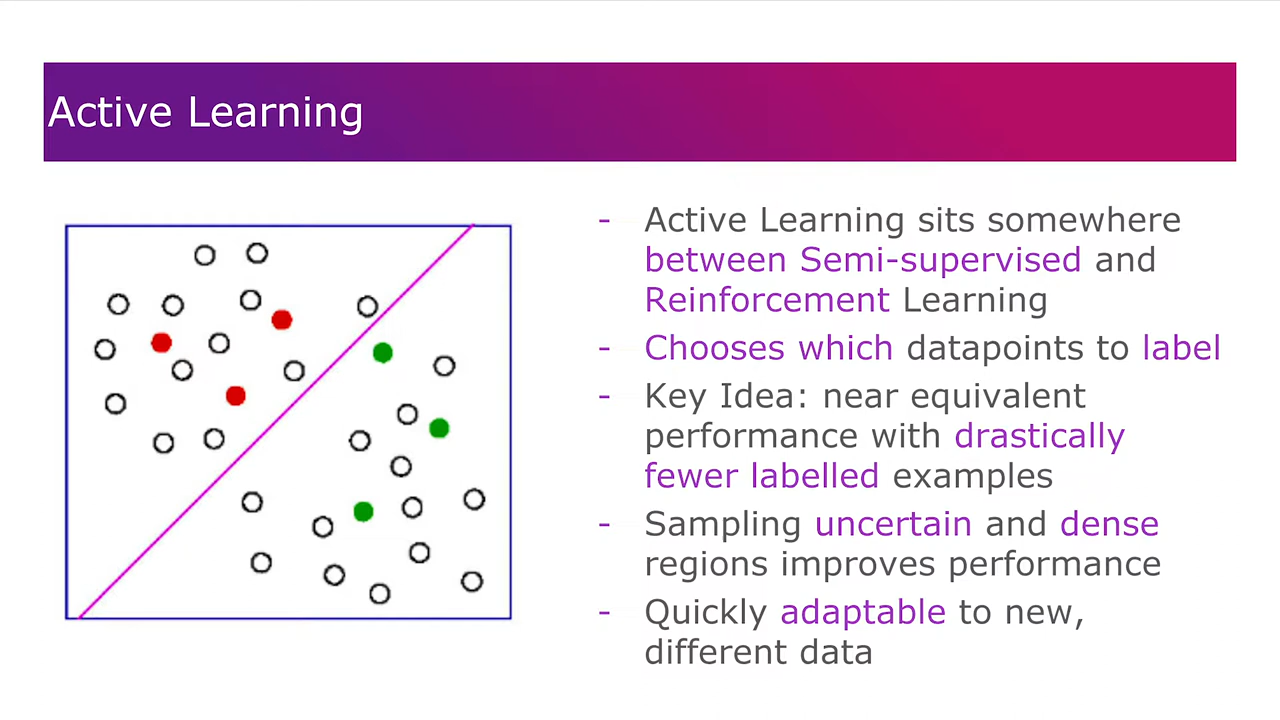 Active Learning
- Active Learning sits somewhere
between Semi-supervised and
Reinforcement Learning
- Chooses which datapoints to label
- Key Idea: near equivalent
performance with drastically
fewer labelled examples
- Sampling uncertain and dense
regions improves performance
- Quickly adaptable to new,
different data